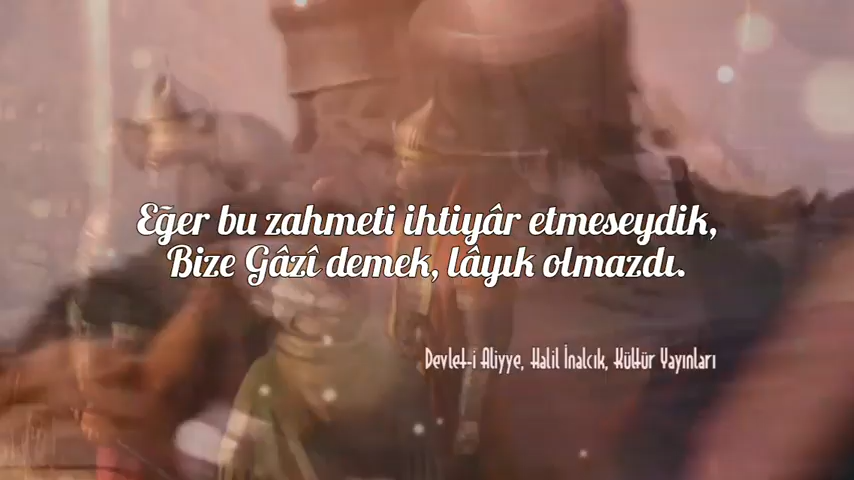 Eğer bu zahmeti ihtiyâr etmeseydik,
Bize Gâzî demek, lâyık olmazdı.
Devlet-i Aliyye, Halil İnalcık, Kültür Yayınları